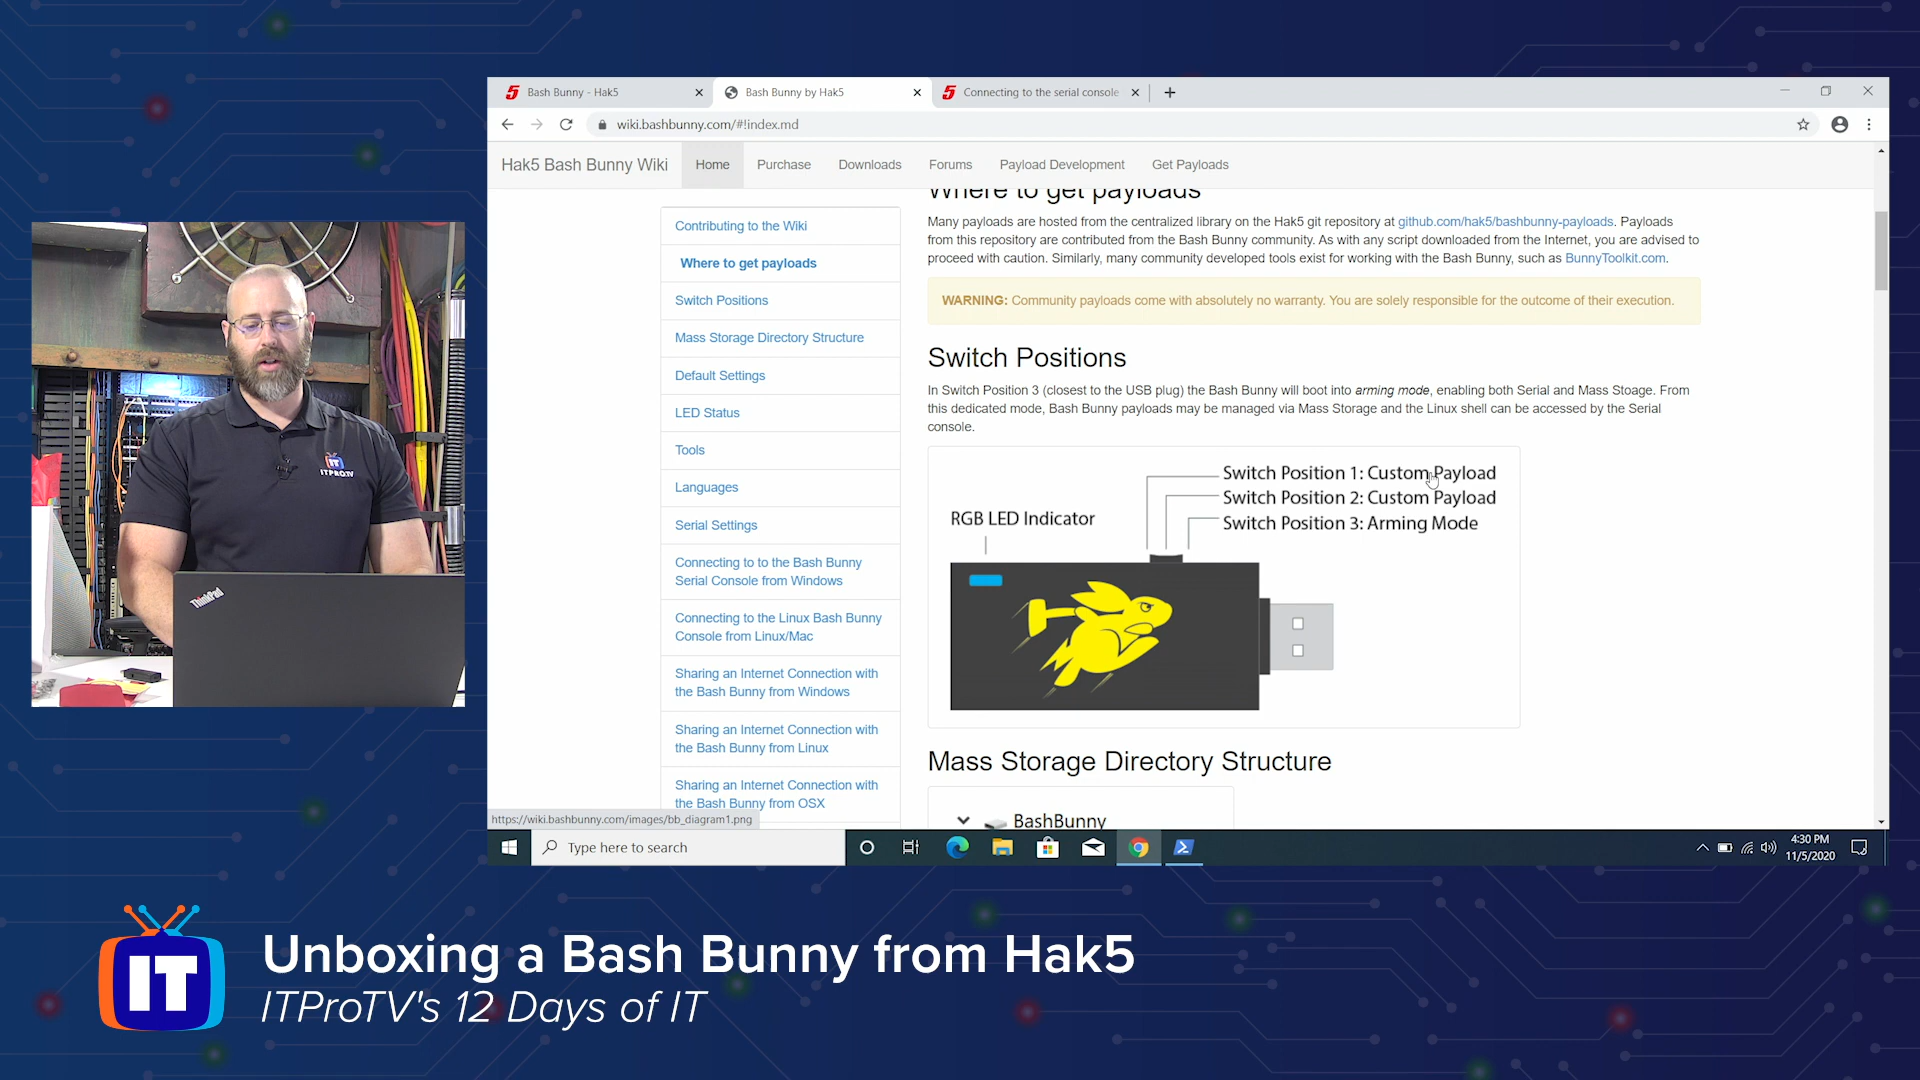 Bash Bunny - Hak5
Bash Bunny by Hak5
Connecting to the serial console
wiki.bashbunny.com/#!index.md
Hak5 Bash Bunny Wiki
Home
Purchase
Downloads
Forums
Payload Development
Get Payloads
Contributing to the Wiki
Where to get payloads
Switch Positions
Mass Storage Directory Structure
Default Settings
LED Status
Tools
Languages
Serial Settings
Connecting to to the Bash Bunny
Serial Console from Windows
Connecting to the Linux Bash Bunny
Console from Linux/Mac
Sharing an Internet Connection with
the Bash Bunny from Windows
Sharing an Internet Connection with
the Bash Bunny from Linux
Sharing an Internet Connection with
the Bash Bunny from OSX
Where to get payloads
Many payloads are hosted from the centralized library on the Hak5 git repository at github.com/hak5/bashbunny-payloads. Payloads
from this repository are contributed from the Bash Bunny community. As with any script downloaded from the Internet, you are advised to
proceed with caution. Similarly, many community developed tools exist for working with the Bash Bunny, such as BunnyToolkit.com.
WARNING: Community payloads come with absolutely no warranty. You are solely responsible for the outcome of their execution.
Switch Positions
In Switch Position 3 (closest to the USB plug) the Bash Bunny will boot into arming mode, enabling both Serial and Mass Stoage. From
this dedicated mode, Bash Bunny payloads may be managed via Mass Storage and the Linux shell can be accessed by the Serial
console.
Switch Position 1: Custom Payload
Switch Position 2: Custom Payload
Switch Position 3: Arming Mode
RGB LED Indicator
Mass Storage Directory Structure
BashBunny
https://wiki.bashbunny.com/images/bb_diagram1.png
Type here to search
4:30 PM
11/5/2020
ITPROTV
ThinkPad
IT
Unboxing a Bash Bunny from Hak5
ITProTV's 12 Days of IT